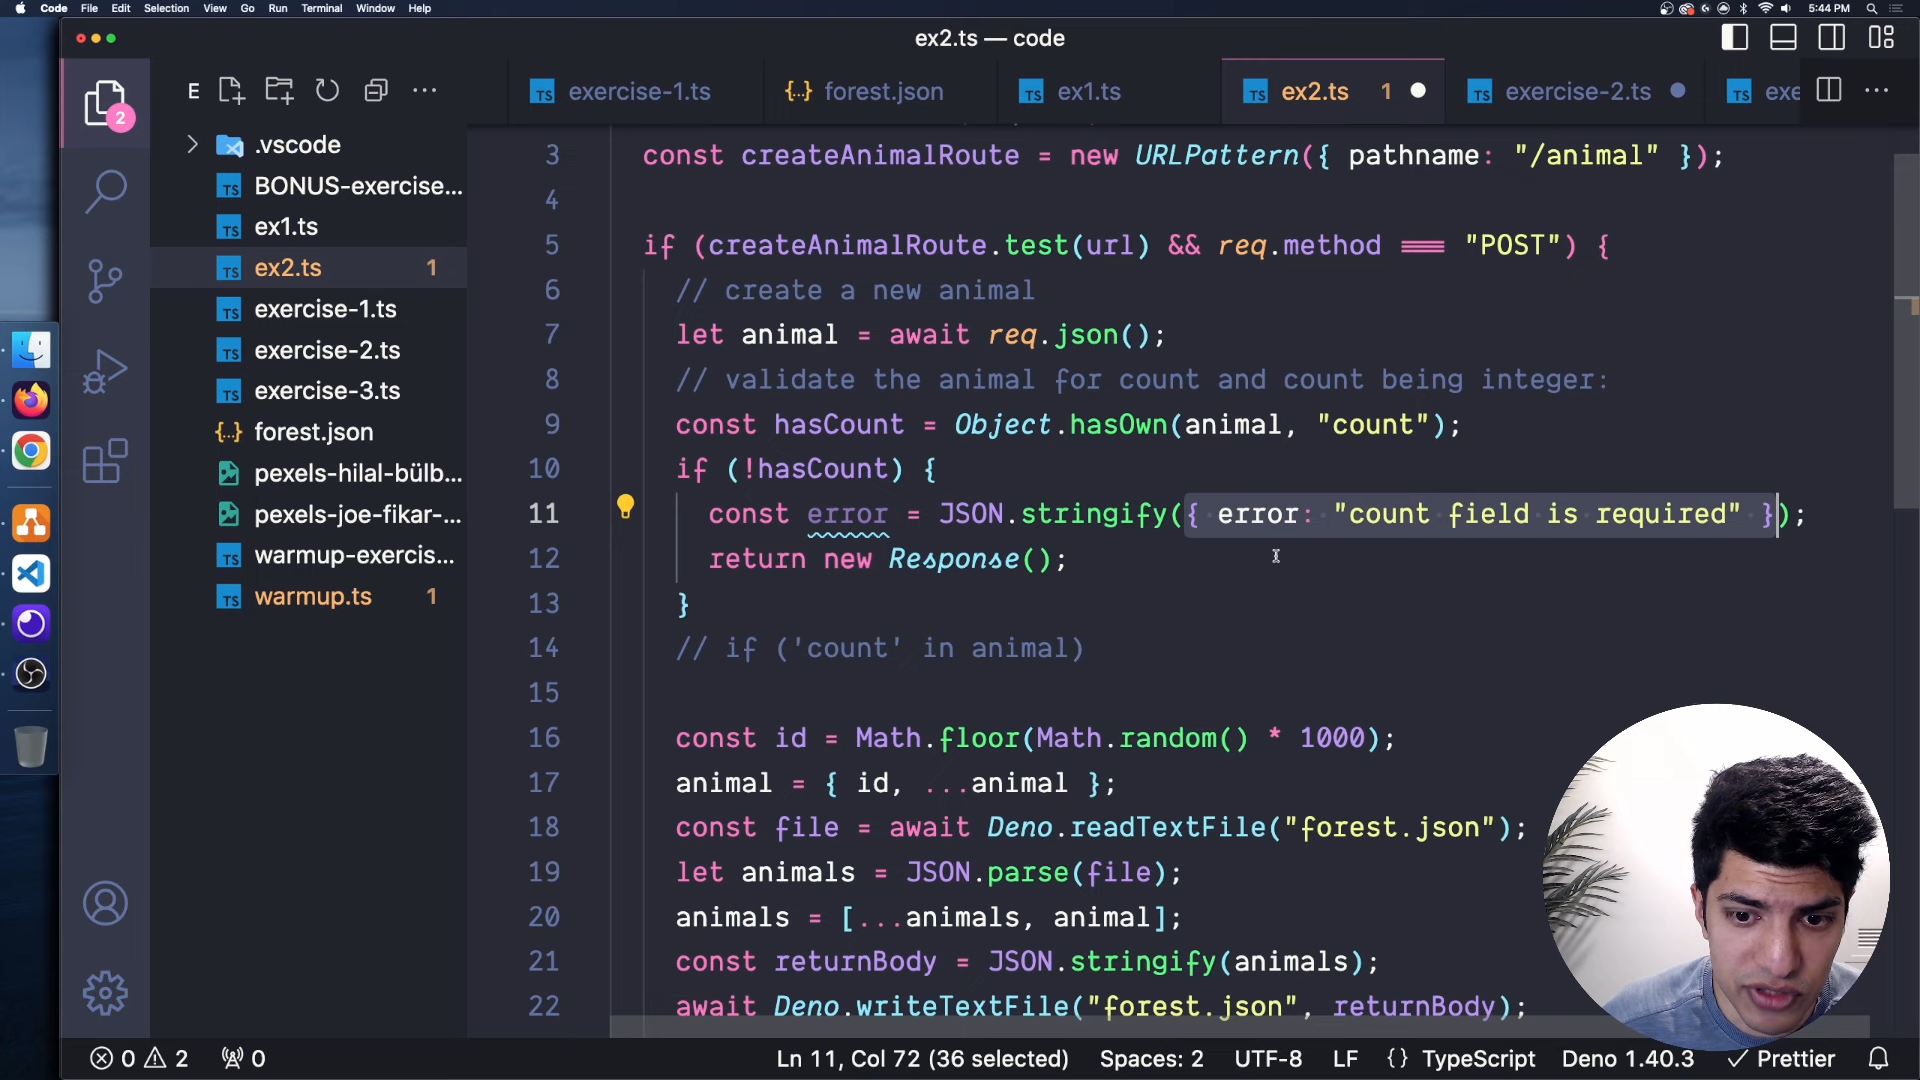 Code File Edit Selection View Go Run Terminal Window Help 5:44 PM
ex2.ts — code
E
exercise-1.ts forest.json ex1.ts ex2.ts 1 exercise-2.ts exe
2
.vscode
BONUS-exercise...
ex1.ts
ex2.ts 1
exercise-1.ts
exercise-2.ts
exercise-3.ts
forest.json
pexels-hilal-bülb...
pexels-joe-fikar-...
warmup-exercis...
warmup.ts 1
3 const createAnimalRoute = new URLPattern({ pathname: "/animal" });
4
5 if (createAnimalRoute.test(url) && req.method === "POST") {
6 // create a new animal
7 let animal = await req.json();
8 // validate the animal for count and count being integer:
9 const hasCount = Object.hasOwn(animal, "count");
10 if (!hasCount) {
11 const error = JSON.stringify({ error: "count field is required" });
12 return new Response();
13 }
14 // if ('count' in animal)
15
16 const id = Math.floor(Math.random() * 1000);
17 animal = { id, ...animal };
18 const file = await Deno.readTextFile("forest.json");
19 let animals = JSON.parse(file);
20 animals = [...animals, animal];
21 const returnBody = JSON.stringify(animals);
22 await Deno.writeTextFile("forest.json", returnBody);
0 2 0 Ln 11, Col 72 (36 selected) Spaces: 2 UTF-8 LF {} TypeScript Deno 1.40.3 Prettier